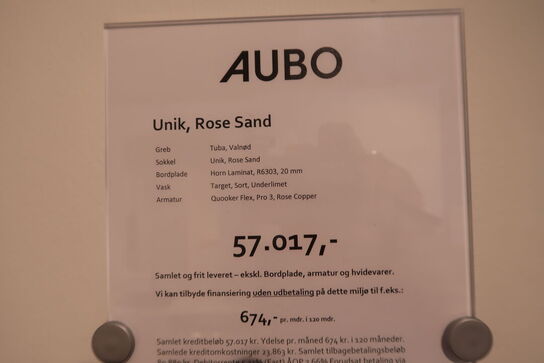 AUBO
Unik, Rose Sand
Greb Tuba, Valnød
Sokkel Unik, Rose Sand
Bordplade Horn Laminat, R6303, 20 mm
Vask Target, Sort, Underlimet
Armatur Quooker Flex, Pro 3, Rose Copper
57.017,-
Samlet og frit leveret – ekskl. Bordplade, armatur og hvidevarer.
Vi kan tilbyde finansiering uden udbetaling på dette miljø til f.eks.:
674,- pr. mdr. i 120 mdr.
Samlet kreditbeløb 57.017 kr. Ydelse pr. måned 674 kr. i 120 måneder.
Samlede kreditomkostninger 23.863 kr. Samlet tilbagebetalingsbeløb